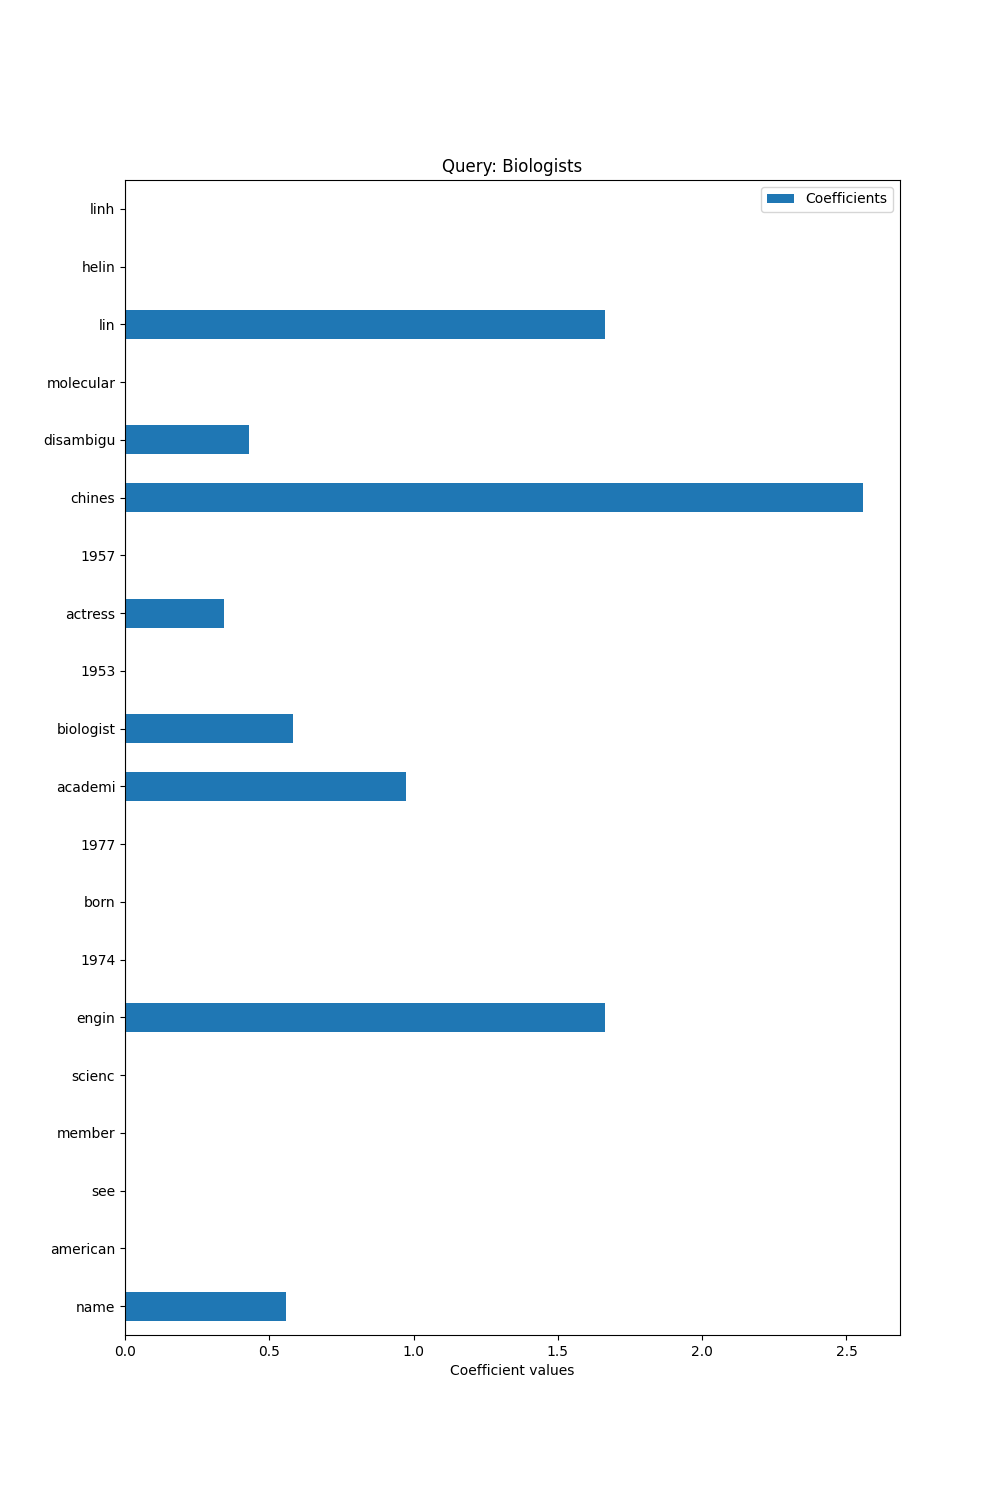 Query: Biologists
Coefficients
linh
helin
lin
molecular
disambigu
chines
1957
actress
1953
biologist
academi
1977
born
1974
engin
scienc
member
see
american
name
0.0 0.5 1.0 1.5 2.0 2.5
Coefficient values